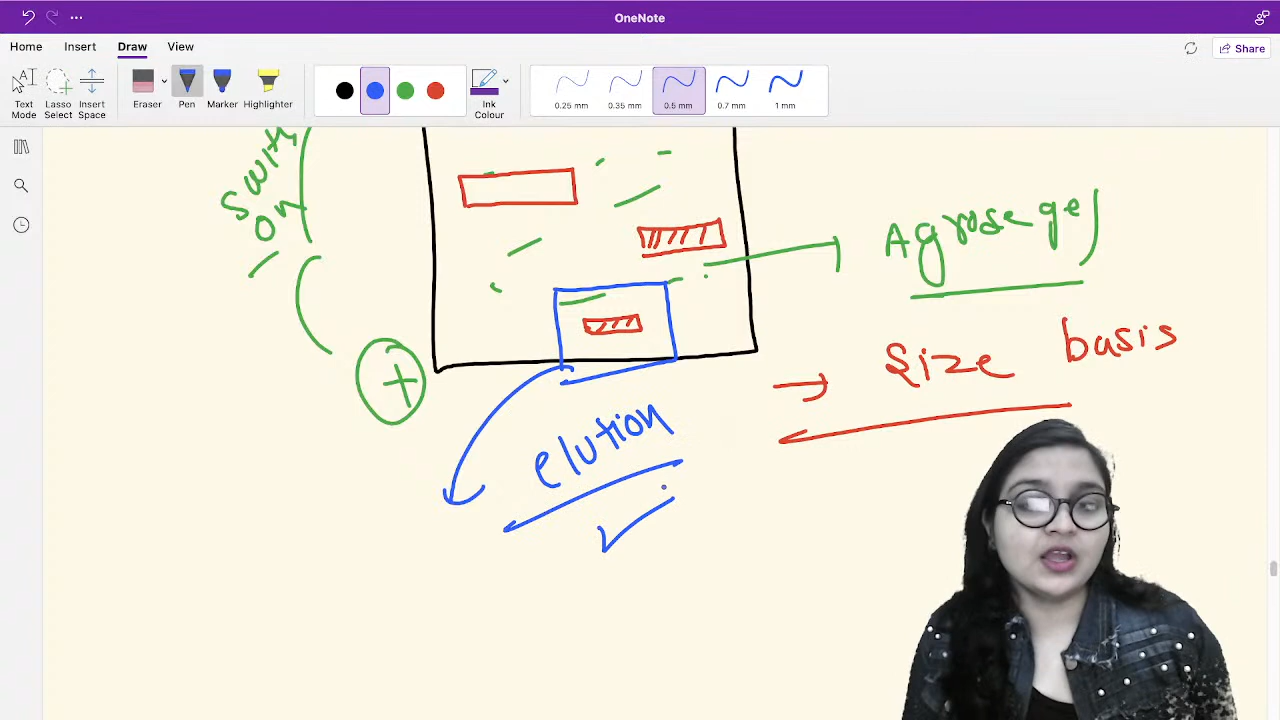 OneNote
Home Insert Draw View
Share
Text Mode
Lasso Select
Insert Space
Eraser
Pen
Marker
Highlighter
Ink Colour
0.25 mm
0.35 mm
0.5 mm
0.7 mm
1 mm
Switch
on
Agrose gel
+
Size basis
elution